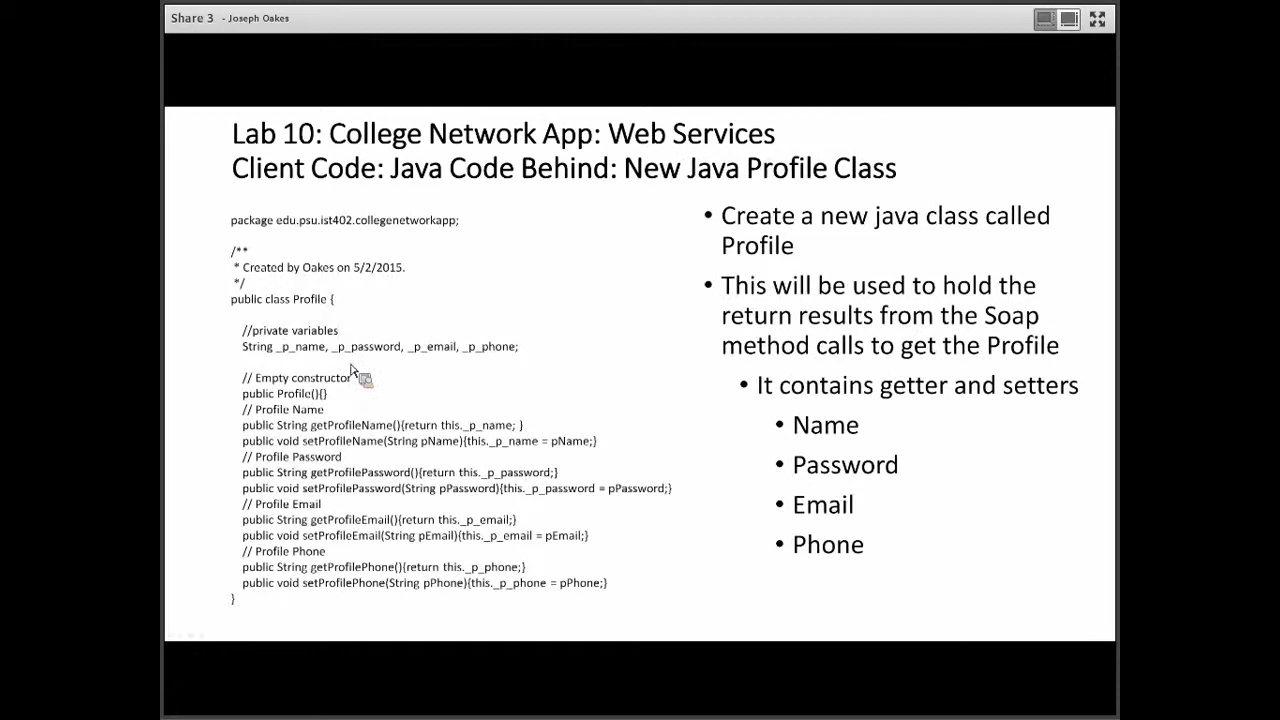 Share 3 - Joseph Oakes
Lab 10: College Network App: Web Services
Client Code: Java Code Behind: New Java Profile Class
package edu.psu.ist402.collegenetworkapp;
/**
* Created by Oakes on 5/2/2015.
*/
public class Profile {
//private variables
String _p_name, _p_password, _p_email, _p_phone;
// Empty constructor
public Profile(){}
// Profile Name
public String getProfileName(){return this._p_name; }
public void setProfileName(String pName){this._p_name = pName;}
// Profile Password
public String getProfilePassword(){return this._p_password;}
public void setProfilePassword(String pPassword){this._p_password = pPassword;}
// Profile Email
public String getProfileEmail(){return this._p_email;}
public void setProfileEmail(String pEmail){this._p_email = pEmail;}
// Profile Phone
public String getProfilePhone(){return this._p_phone;}
public void setProfilePhone(String pPhone){this._p_phone = pPhone;}
}
• Create a new java class called
Profile
• This will be used to hold the
return results from the Soap
method calls to get the Profile
• It contains getter and setters
• Name
• Password
• Email
• Phone